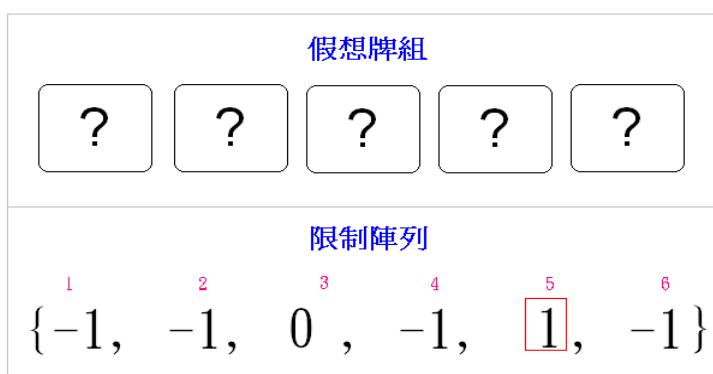 假想牌組
? ? ? ? ?
限制陣列
1 2 3 4 5 6
{-1, -1, 0 , -1, 1, -1}